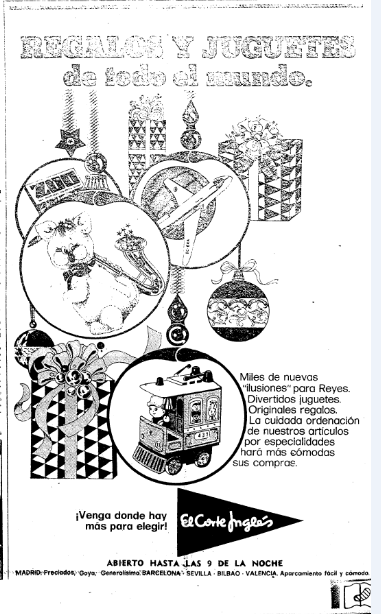 REGALOS Y JUGUETES
de todo el mundo.
Miles de nuevas
"ilusiones" para Reyes.
Divertidos juguetes.
Originales regalos.
La cuidada ordenación
de nuestros artículos
por especialidades
hará más cómodas
sus compras.
¡Venga donde hay
más para elegir!
El Corte Inglés
ABIERTO HASTA LAS 9 DE LA NOCHE
MADRID: Preciados, Goya, Generalísimo. BARCELONA - SEVILLA - BILBAO - VALENCIA. Aparcamiento fácil y cómodo